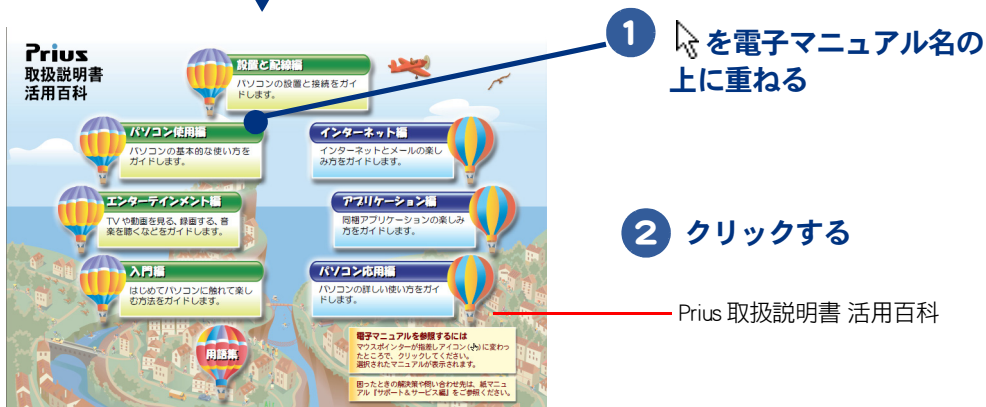 Prius
取扱説明書
活用百科
設置と配線編
パソコンの設置と接続をガイ
ドします。
パソコン使用編
パソコンの基本的な使い方を
ガイドします。
インターネット編
インターネットとメールの楽し
み方をガイドします。
エンターテインメント編
TV や動画を見る、録画する、音
楽を聴くなどをガイドします。
アプリケーション編
同梱アプリケーションの楽しみ
方をガイドします。
入門編
はじめてパソコンに触れて楽し
む方法をガイドします。
パソコン応用編
パソコンの詳しい使い方をガイ
ドします。
用語集
電子マニュアルを参照するには
マウスポインターが指差しアイコン( )に変わっ
たところで、クリックしてください。
選択されたマニュアルが表示されます。
困ったときの解決策や問い合わせ先は、紙マニュ
アル『サポート＆サービス編』をご参照ください。
1 を電子マニュアル名の
上に重ねる
2 クリックする
Prius 取扱説明書 活用百科